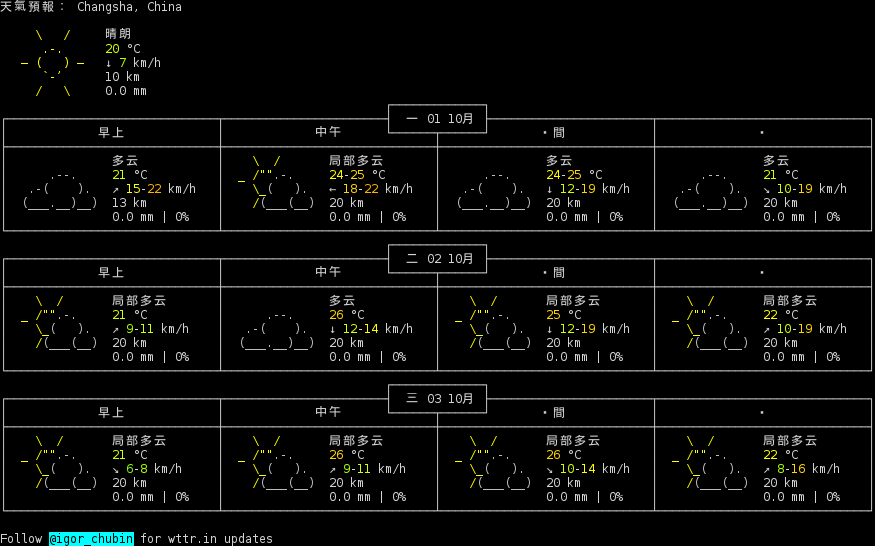 天氣預報： Changsha, China
晴朗
20 °C
↓ 7 km/h
10 km
0.0 mm
一 01 10月
早上 中午 ·間 ·
多云 局部多云 多云 多云
21 °C 24-25 °C 24-25 °C 21 °C
↗ 15-22 km/h ← 18-22 km/h ↓ 12-19 km/h ↘ 10-19 km/h
13 km 20 km 20 km 20 km
0.0 mm | 0% 0.0 mm | 0% 0.0 mm | 0% 0.0 mm | 0%
二 02 10月
早上 中午 ·間 ·
局部多云 多云 局部多云 局部多云
21 °C 26 °C 25 °C 22 °C
↗ 9-11 km/h ↓ 12-14 km/h ↓ 12-19 km/h ↗ 10-19 km/h
20 km 20 km 20 km 20 km
0.0 mm | 0% 0.0 mm | 0% 0.0 mm | 0% 0.0 mm | 0%
三 03 10月
早上 中午 ·間 ·
局部多云 局部多云 局部多云 局部多云
21 °C 26 °C 26 °C 22 °C
↘ 6-8 km/h ↗ 9-11 km/h ↘ 10-14 km/h ↗ 8-16 km/h
20 km 20 km 20 km 20 km
0.0 mm | 0% 0.0 mm | 0% 0.0 mm | 0% 0.0 mm | 0%
Follow @igor_chubin for wttr.in updates